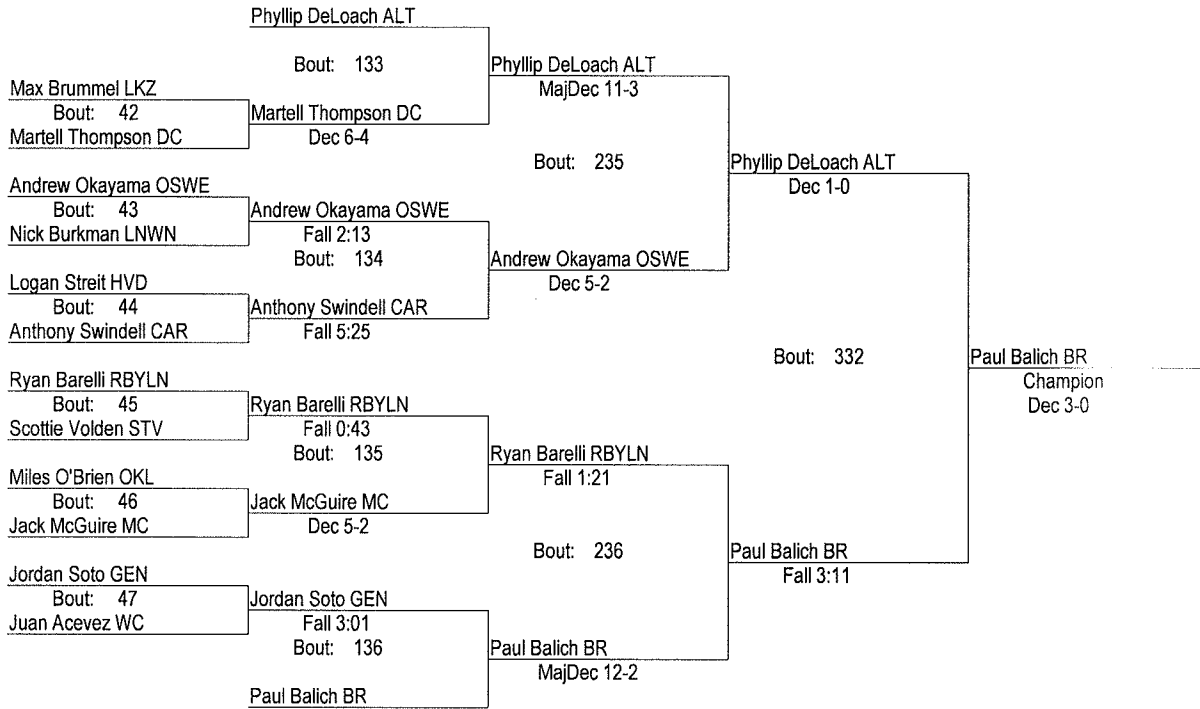 Phyllip DeLoach ALT
Bout: 133
Phyllip DeLoach ALT
MajDec 11-3
Max Brummel LKZ
Bout: 42
Martell Thompson DC
Martell Thompson DC
Dec 6-4
Bout: 235
Phyllip DeLoach ALT
Dec 1-0
Andrew Okayama OSWE
Bout: 43
Nick Burkman LNWN
Andrew Okayama OSWE
Fall 2:13
Bout: 134
Andrew Okayama OSWE
Dec 5-2
Logan Streit HVD
Bout: 44
Anthony Swindell CAR
Anthony Swindell CAR
Fall 5:25
Bout: 332
Paul Balich BR
Champion
Dec 3-0
Ryan Barelli RBYLN
Bout: 45
Scottie Volden STV
Ryan Barelli RBYLN
Fall 0:43
Bout: 135
Ryan Barelli RBYLN
Fall 1:21
Miles O'Brien OKL
Bout: 46
Jack McGuire MC
Jack McGuire MC
Dec 5-2
Bout: 236
Paul Balich BR
Fall 3:11
Jordan Soto GEN
Bout: 47
Juan Acevez WC
Jordan Soto GEN
Fall 3:01
Bout: 136
Paul Balich BR
MajDec 12-2
Paul Balich BR